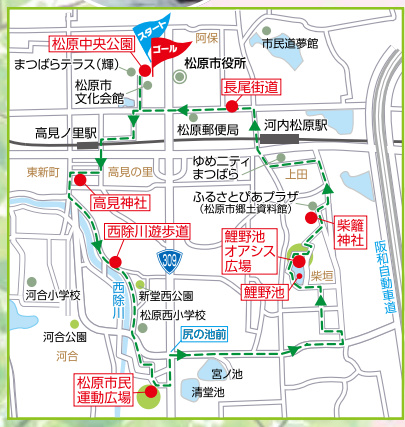 スタート
ゴール
松原中央公園
阿保
市民道夢館
まつばらテラス(輝)
松原市役所
松原市
文化会館
長尾街道
高見ノ里駅
松原郵便局
河内松原駅
東新町
高見の里
ゆめニティ
まつばら
上田
高見神社
ふるさとぴあプラザ
(松原市郷土資料館)
柴籬
神社
西除川遊歩道
309
鯉野池
オアシス
広場
阪和自動車道
西除川
柴垣
鯉野池
河合小学校
新堂西公園
松原西小学校
河合公園
河合
尻の池前
松原市民
運動広場
宮ノ池
清堂池